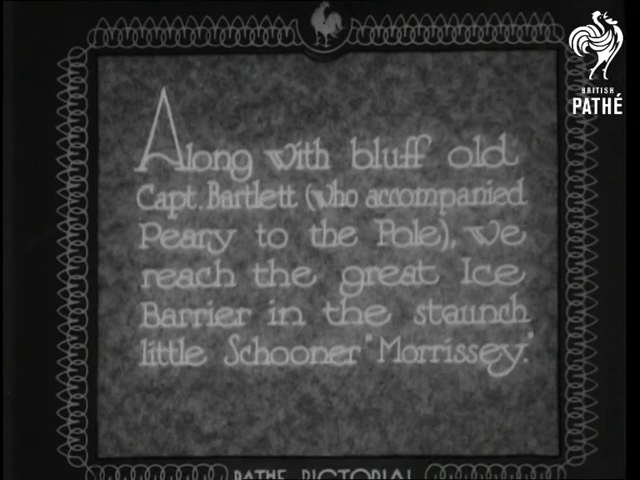 BRITISH
PATHÉ
Along with bluff old
Capt. Bartlett (who accompanied
Peary to the Pole), we
reach the great Ice
Barrier in the staunch
little Schooner "Morrissey."
PATHE PICTORIAL